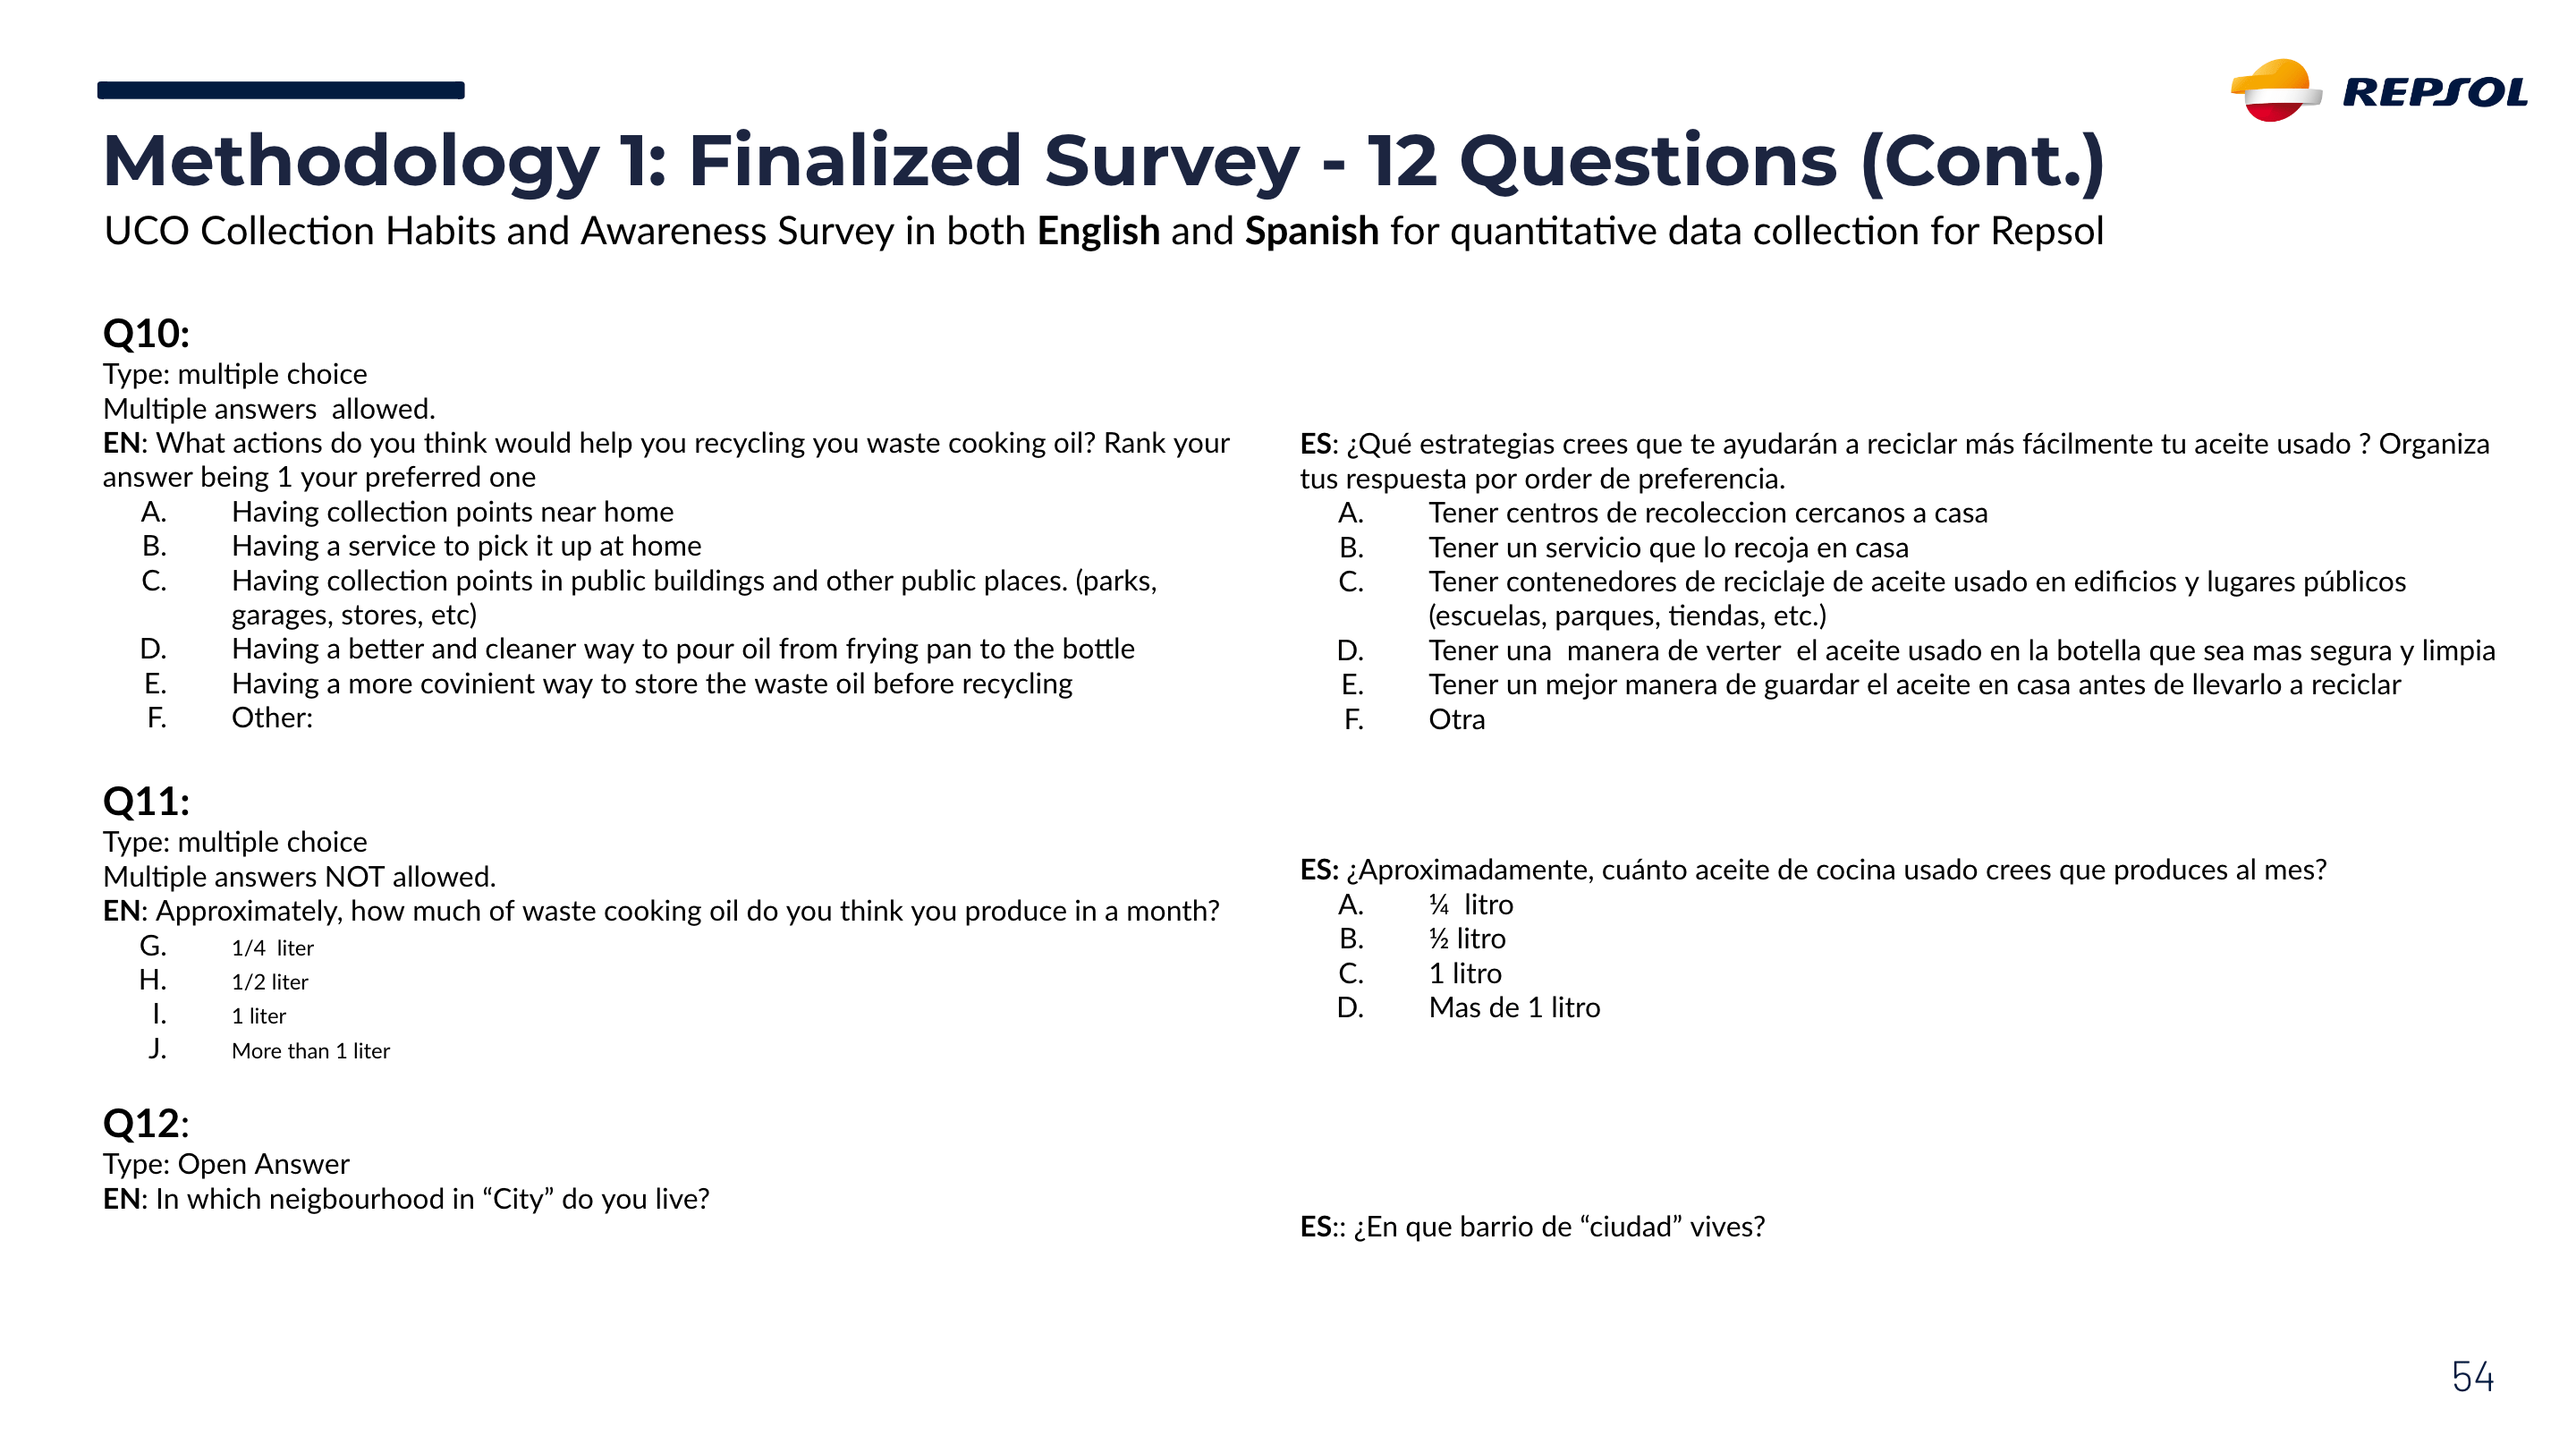 REPSOL
Methodology 1: Finalized Survey - 12 Questions (Cont.)
UCO Collection Habits and Awareness Survey in both English and Spanish for quantitative data collection for Repsol
Q10:
Type: multiple choice
Multiple answers  allowed.
EN: What actions do you think would help you recycling you waste cooking oil? Rank your
answer being 1 your preferred one
A. Having collection points near home
B. Having a service to pick it up at home
C. Having collection points in public buildings and other public places. (parks,
garages, stores, etc)
D. Having a better and cleaner way to pour oil from frying pan to the bottle
E. Having a more covinient way to store the waste oil before recycling
F. Other:
Q11:
Type: multiple choice
Multiple answers NOT allowed.
EN: Approximately, how much of waste cooking oil do you think you produce in a month?
G. 1/4  liter
H. 1/2 liter
I. 1 liter
J. More than 1 liter
Q12:
Type: Open Answer
EN: In which neigbourhood in “City” do you live?
ES: ¿Qué estrategias crees que te ayudarán a reciclar más fácilmente tu aceite usado ? Organiza
tus respuesta por order de preferencia.
A. Tener centros de recoleccion cercanos a casa
B. Tener un servicio que lo recoja en casa
C. Tener contenedores de reciclaje de aceite usado en edificios y lugares públicos
(escuelas, parques, tiendas, etc.)
D. Tener una  manera de verter  el aceite usado en la botella que sea mas segura y limpia
E. Tener un mejor manera de guardar el aceite en casa antes de llevarlo a reciclar
F. Otra
ES: ¿Aproximadamente, cuánto aceite de cocina usado crees que produces al mes?
A. ¼  litro
B. ½ litro
C. 1 litro
D. Mas de 1 litro
ES:: ¿En que barrio de “ciudad” vives?
54